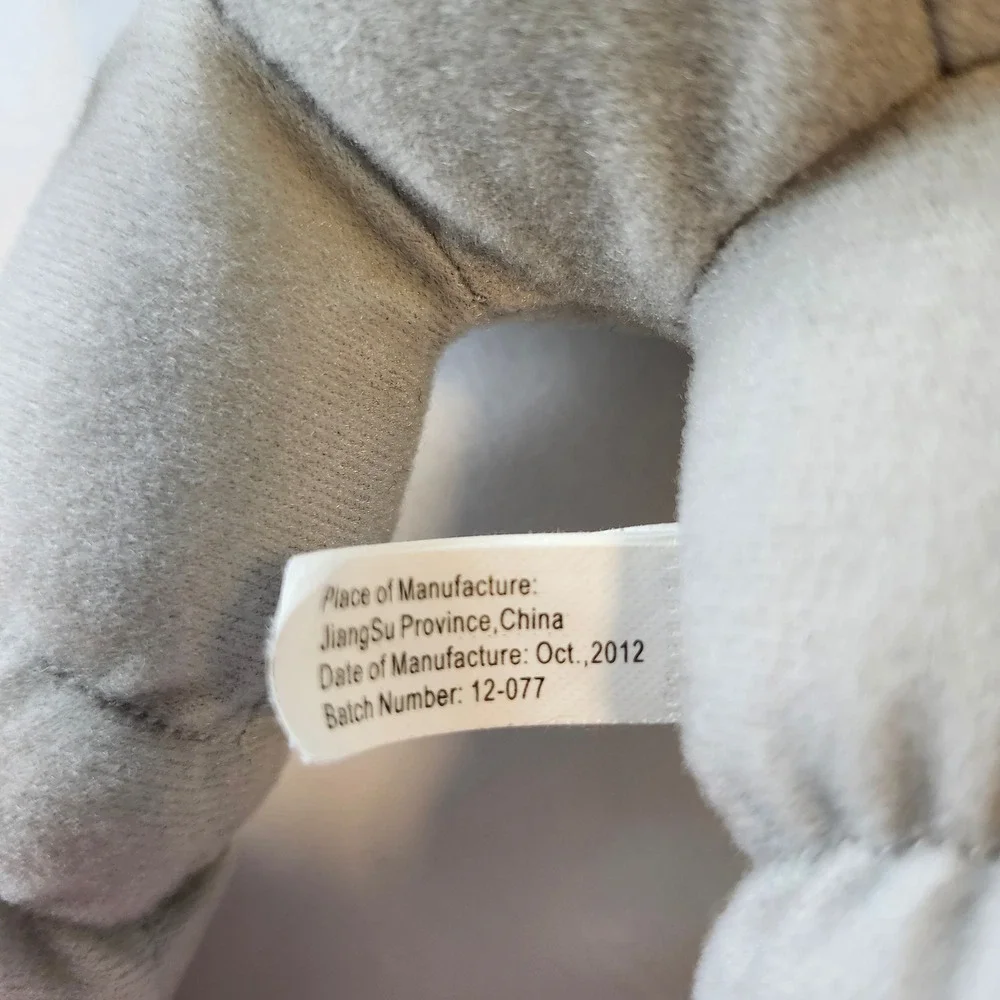 Place of Manufacture:
JiangSu Province,China
Date of Manufacture: Oct.,2012
Batch Number: 12-077